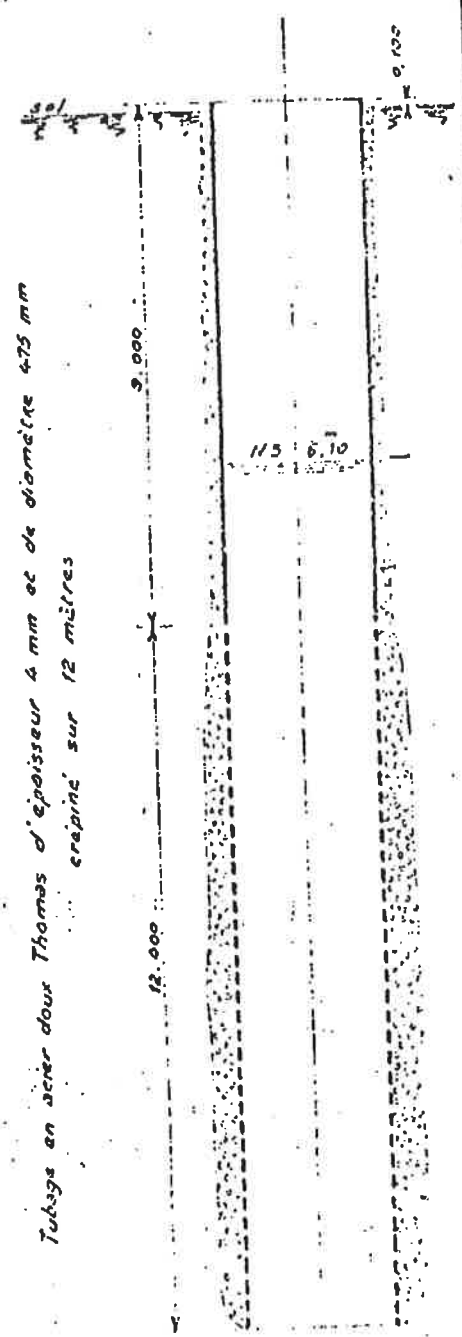 sol
0,100
9.000
NS 6,10
12.000
Tubage en acier doux Thomas d'épaisseur 4 mm et de diamètre 475 mm
crépiné sur 12 mètres